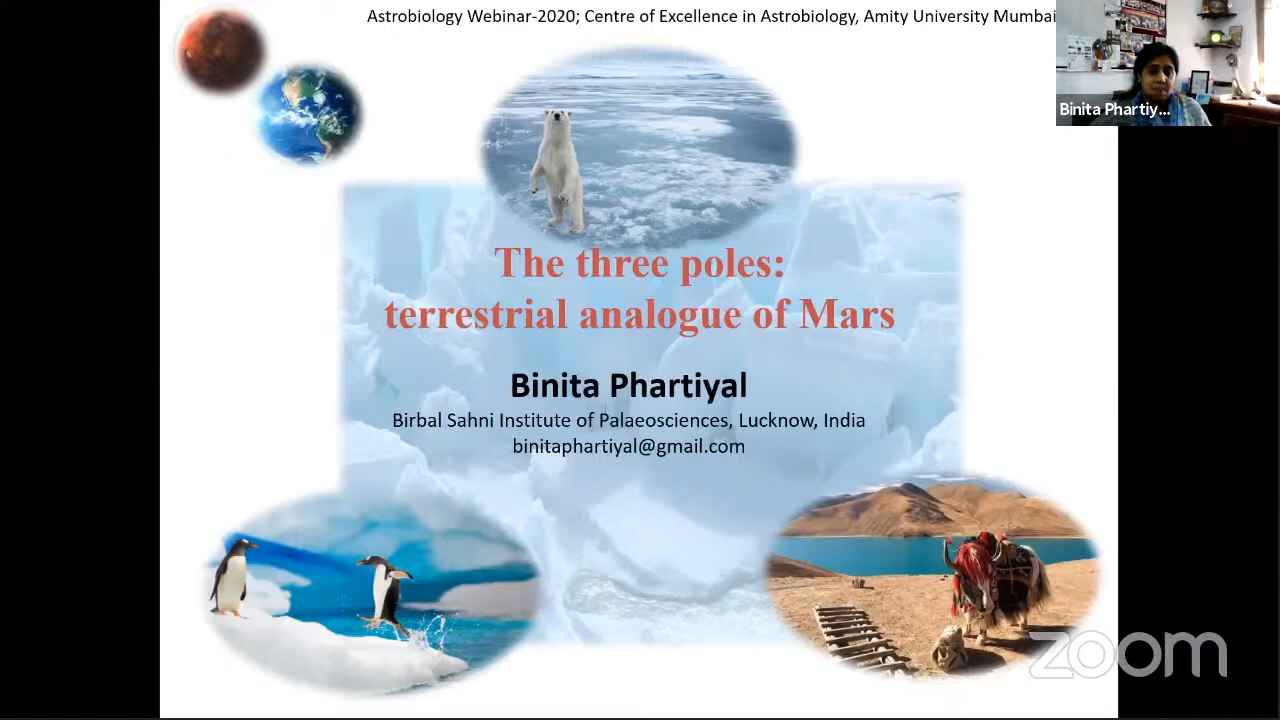 Astrobiology Webinar-2020; Centre of Excellence in Astrobiology, Amity University Mumbai
Binita Phartiy...
The three poles:
terrestrial analogue of Mars
Binita Phartiyal
Birbal Sahni Institute of Palaeosciences, Lucknow, India
binitaphartiyal@gmail.com
zoom